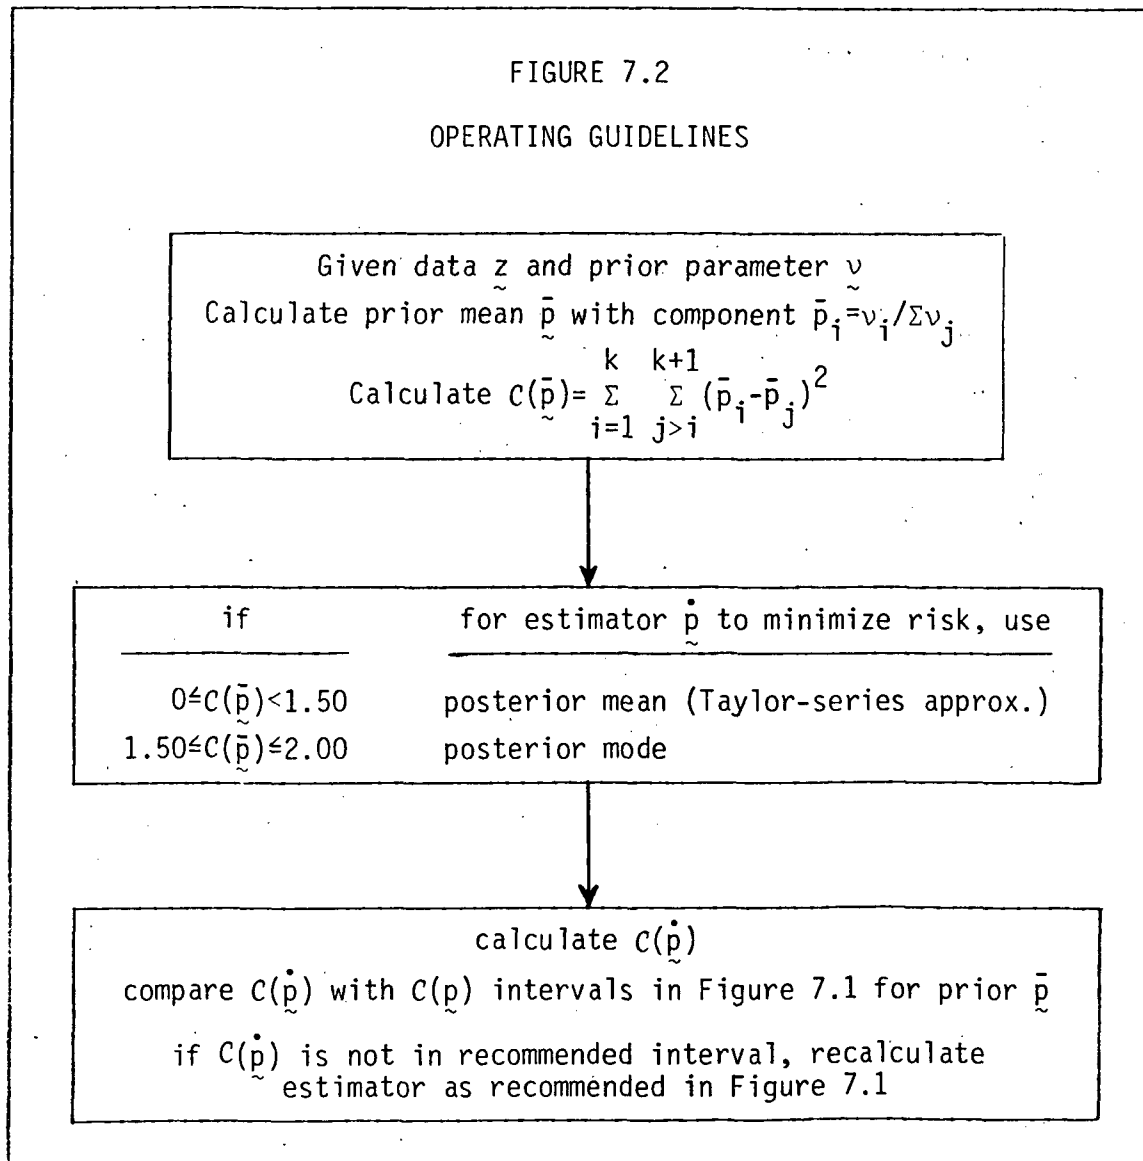 FIGURE 7.2
OPERATING GUIDELINES
Given data z̰ and prior parameter ν̰
Calculate prior mean p̰̄ with component p̄ᵢ=νᵢ/Σνⱼ
k k+1
Calculate C(p̰̄)= Σ Σ (p̄ᵢ-p̄ⱼ)²
i=1 j>i
if for estimator ṗ̰ to minimize risk, use
0≤C(p̰̄)<1.50 posterior mean (Taylor-series approx.)
1.50≤C(p̰̄)≤2.00 posterior mode
calculate C(ṗ̰)
compare C(ṗ̰) with C(p̰) intervals in Figure 7.1 for prior p̰̄
if C(ṗ̰) is not in recommended interval, recalculate
estimator as recommended in Figure 7.1